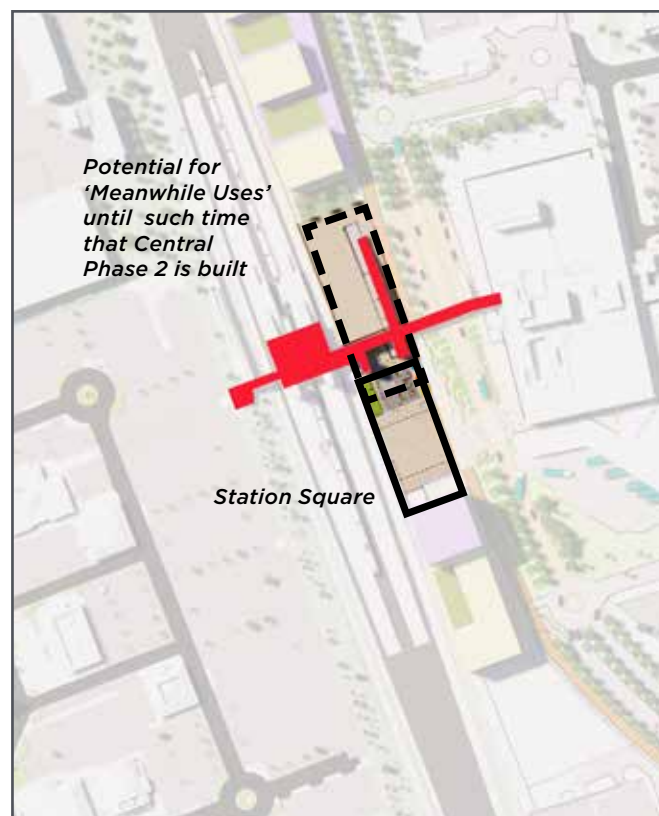 Potential for
‘Meanwhile Uses’
until such time
that Central
Phase 2 is built
Station Square